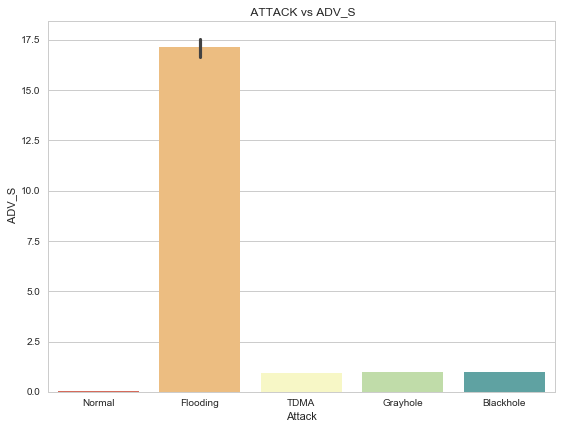 ATTACK vs ADV_S
17.5
15.0
12.5
10.0
7.5
5.0
2.5
0.0
ADV_S
Normal Flooding TDMA Grayhole Blackhole
Attack